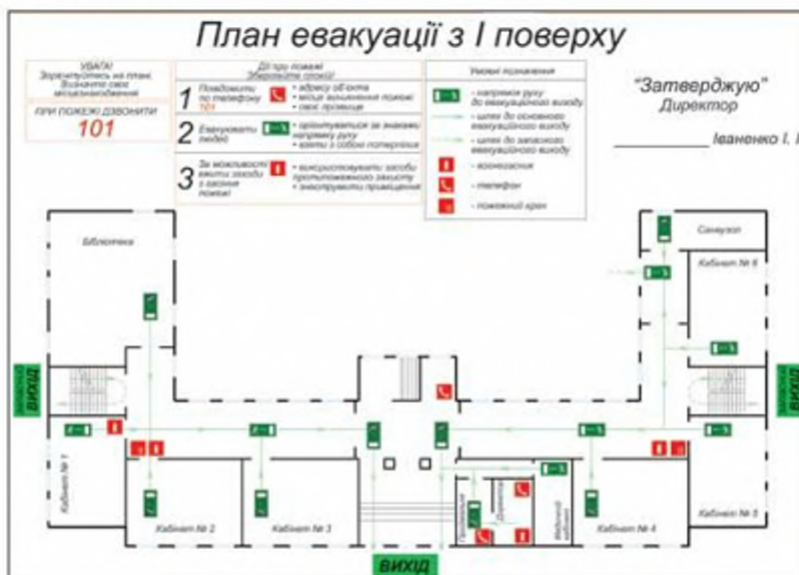 План евакуації з І поверху
УВАГА!
Зорієнтуйтесь на плані.
Визначте своє
місцезнаходження
ПРИ ПОЖЕЖІ ДЗВОНИТИ
101
Дії при пожежі
Зберігайте спокій!
1 Повідомити
по телефону
101
• адресу об'єкта
• місце виникнення пожежі
• своє прізвище
2 Евакуювати
людей
• орієнтуватися за знаками
напрямку руху
• взяти з собою потерпілих
3 За можливості
вжити заходи
з гасіння
пожежі
• використовувати засоби
протипожежного захисту
• знеструмити приміщення
Умовні позначення
- напрямок руху
до евакуаційного виходу
- шлях до основного
евакуаційного виходу
- шлях до запасного
евакуаційного виходу
- вогнегасник
- телефон
- пожежний кран
"Затверджую"
Директор
Іваненко І. І
Бібліотека
Санвузол
Кабінет № 6
ВИХІД
ВИХІД
Кабінет № 1
Кабінет № 2
Кабінет № 3
Приймальня
Директор
Медичний
кабінет
Кабінет № 4
Кабінет № 5
ВИХІД